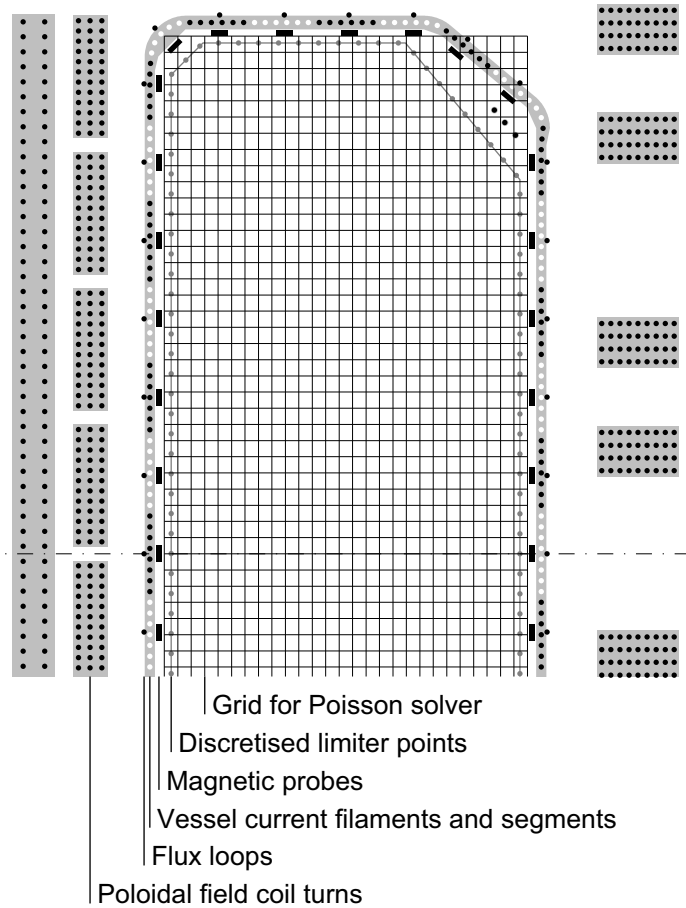 Grid for Poisson solver
Discretised limiter points
Magnetic probes
Vessel current filaments and segments
Flux loops
Poloidal field coil turns